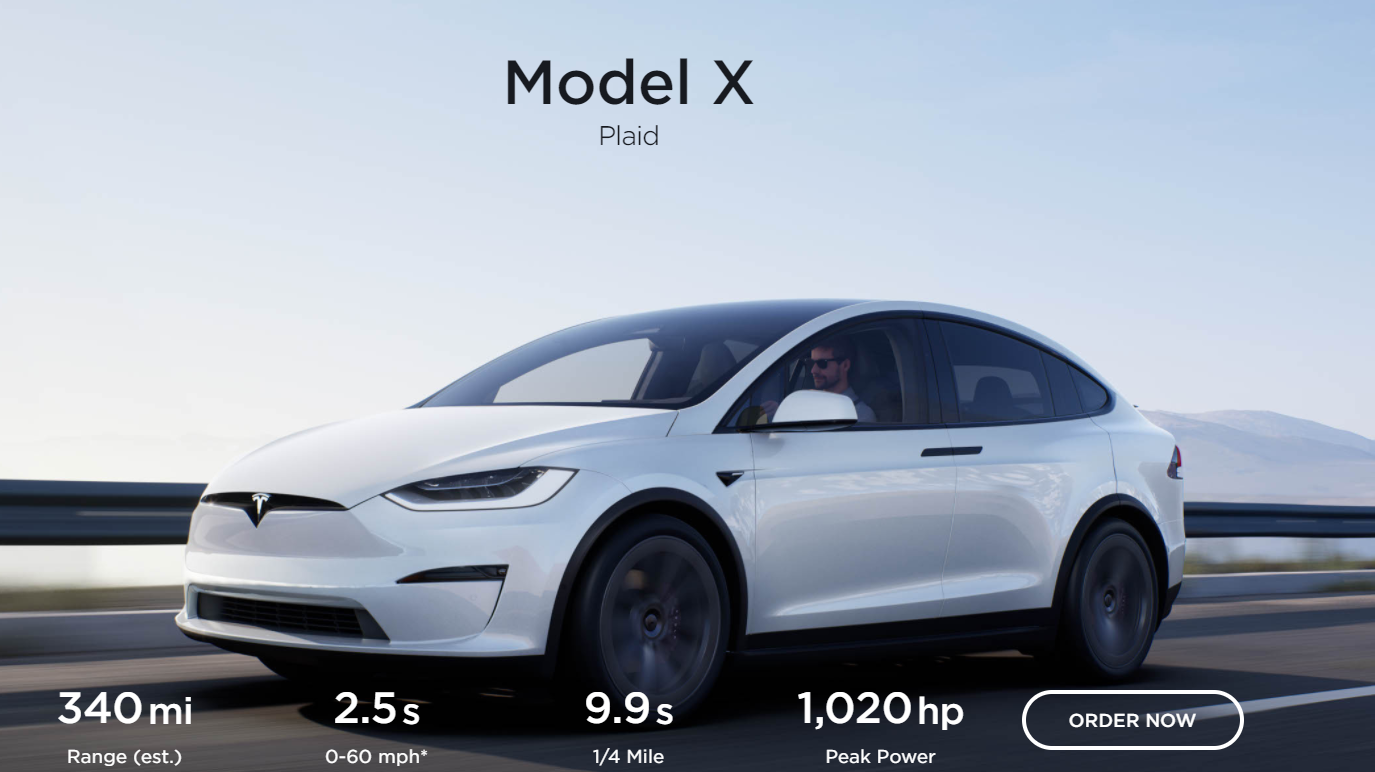 Model X
Plaid
340 mi
Range (est.)
2.5 s
0-60 mph*
9.9 s
1/4 Mile
1,020 hp
Peak Power
ORDER NOW